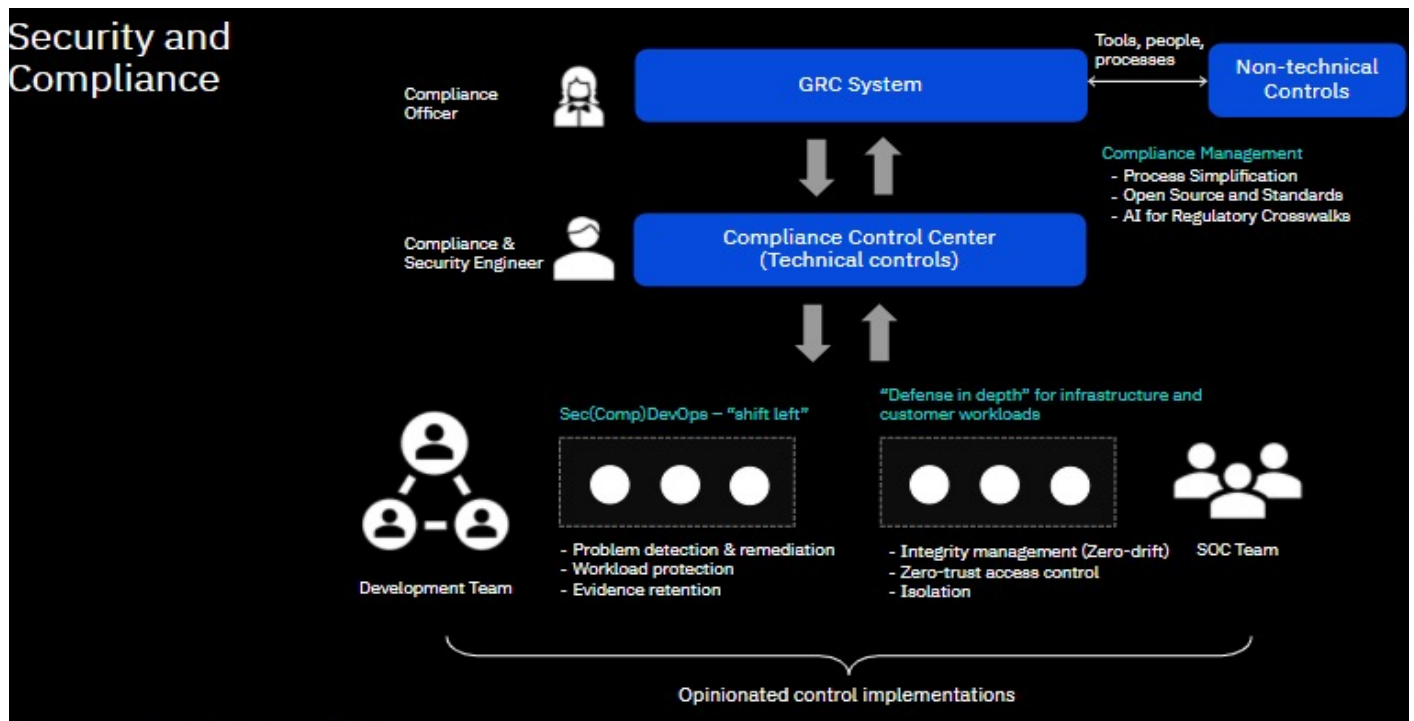 Security and
Compliance
Compliance
Officer
GRC System
Tools, people,
processes
Non-technical
Controls
Compliance Management
- Process Simplification
- Open Source and Standards
- AI for Regulatory Crosswalks
Compliance &
Security Engineer
Compliance Control Center
(Technical controls)
Sec(Comp)DevOps – “shift left”
“Defense in depth” for infrastructure and
customer workloads
Development Team
- Problem detection & remediation
- Workload protection
- Evidence retention
- Integrity management (Zero-drift)
- Zero-trust access control
- Isolation
SOC Team
Opinionated control implementations